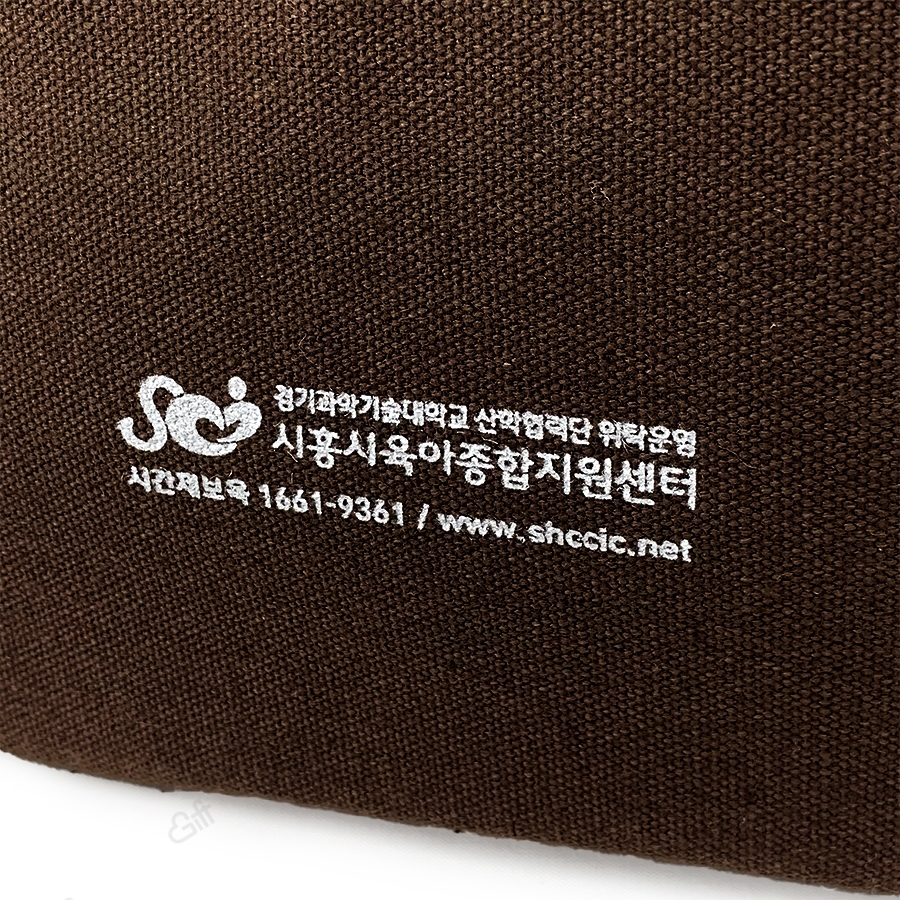 경기과학기술대학교 산학협력단 위탁운영
시흥시육아종합지원센터
시간제보육 1661-9361 / www.shccic.net
Gift